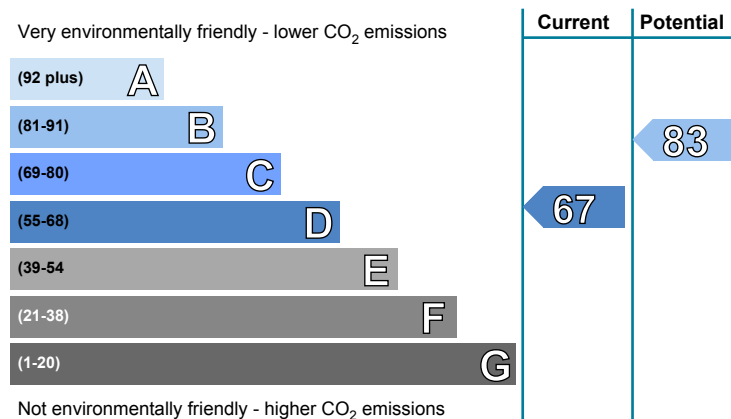 Very environmentally friendly - lower CO₂ emissions
Current
Potential
(92 plus) A
(81-91) B
(69-80) C
(55-68) D
(39-54 E
(21-38) F
(1-20) G
83
67
Not environmentally friendly - higher CO₂ emissions